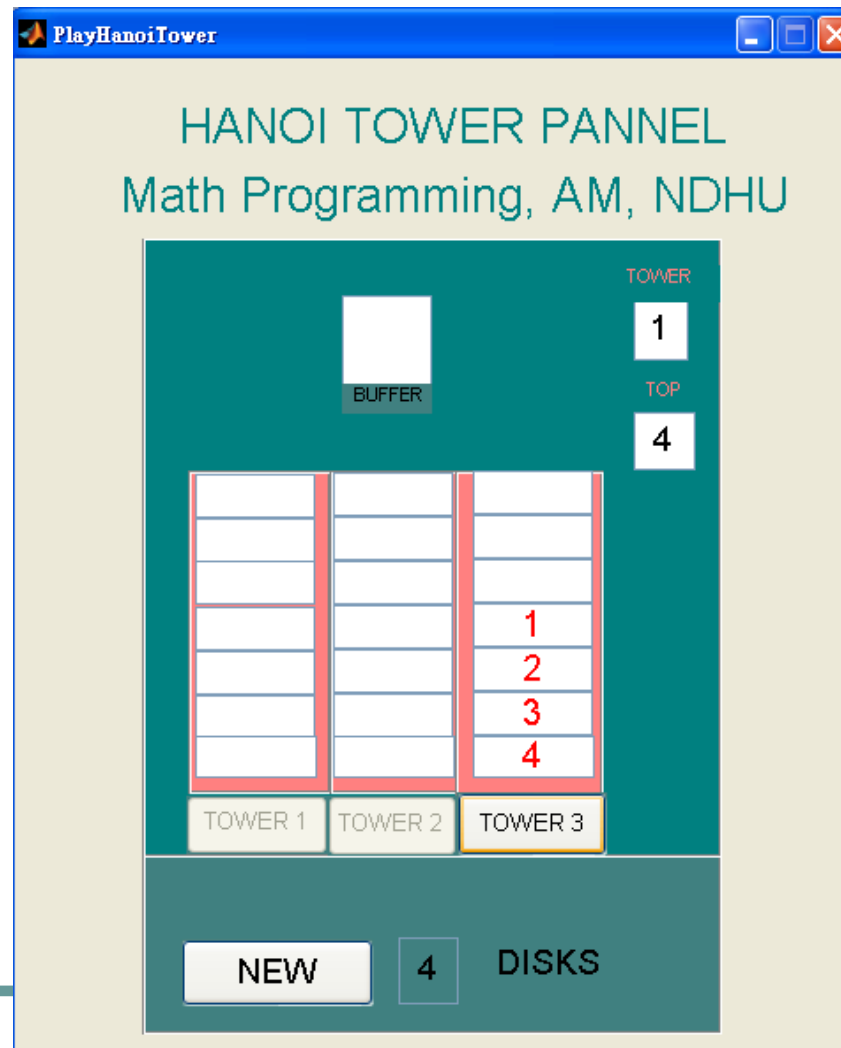 PlayHanoiTower
HANOI TOWER PANNEL
Math Programming, AM, NDHU
TOWER
1
BUFFER
TOP
4
1
2
3
4
TOWER 1
TOWER 2
TOWER 3
NEW
4
DISKS